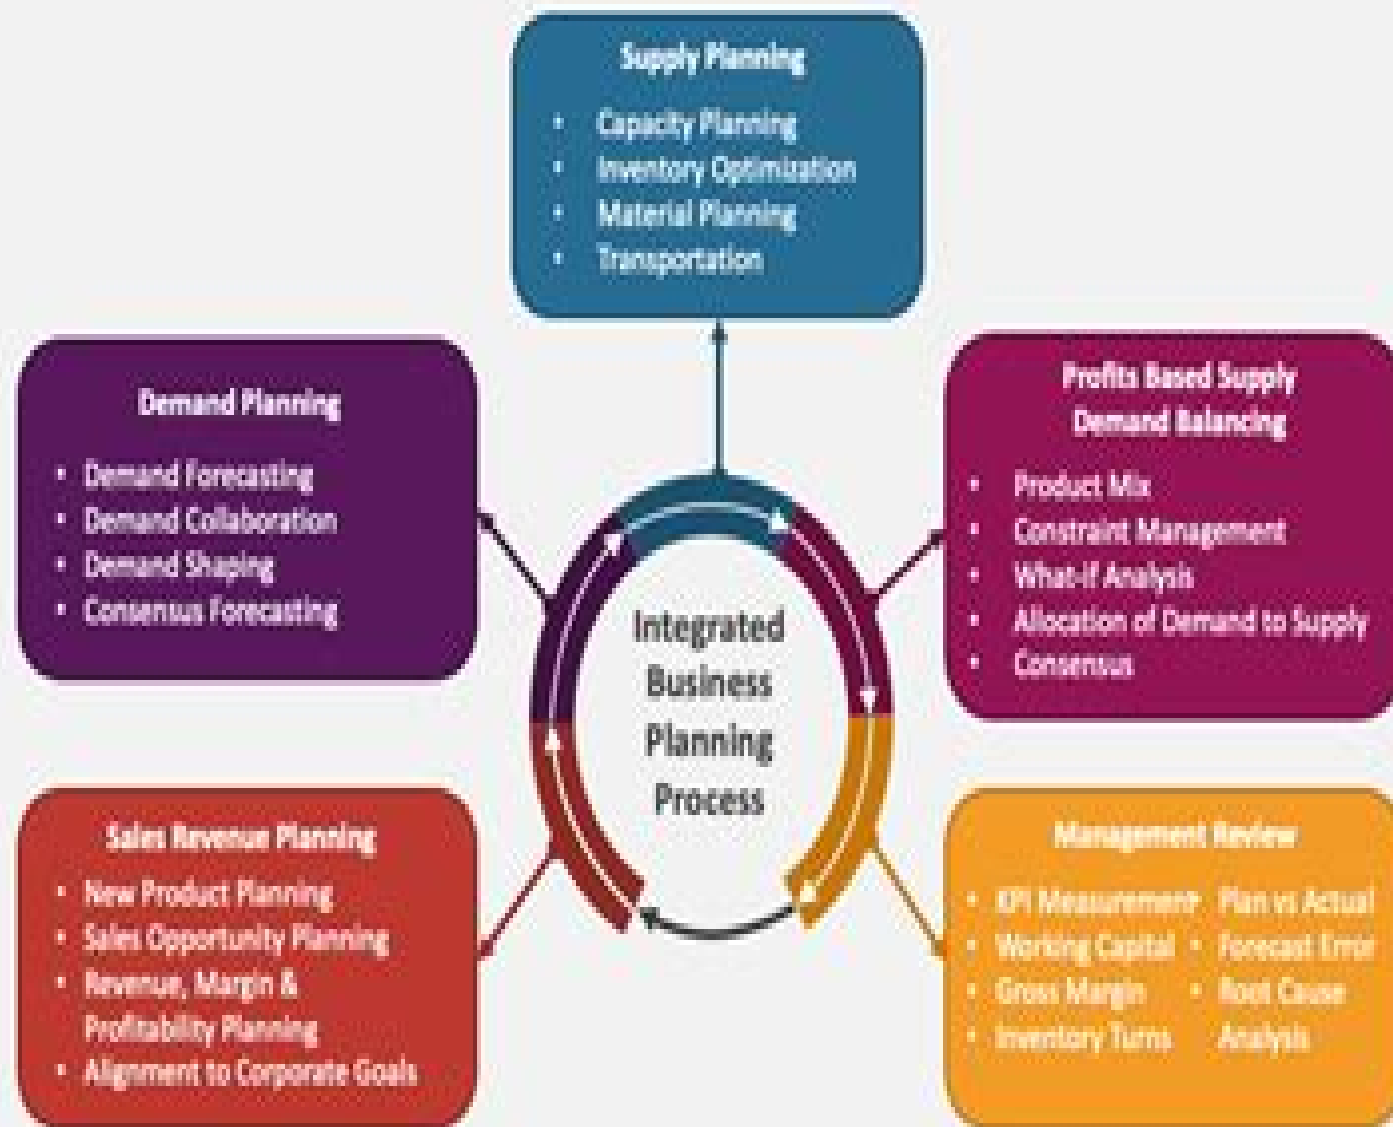 Supply Planning
• Capacity Planning
• Inventory Optimization
• Material Planning
• Transportation
Demand Planning
• Demand Forecasting
• Demand Collaboration
• Demand Shaping
• Consensus Forecasting
Profits Based Supply
Demand Balancing
• Product Mix
• Constraint Management
• What-if Analysis
• Allocation of Demand to Supply
• Consensus
Integrated
Business
Planning
Process
Sales Revenue Planning
• New Product Planning
• Sales Opportunity Planning
• Revenue, Margin &
Profitability Planning
• Alignment to Corporate Goals
Management Review
• KPI Measurement
• Working Capital
• Gross Margin
• Inventory Turns
• Plan vs Actual
• Forecast Error
• Root Cause
Analysis